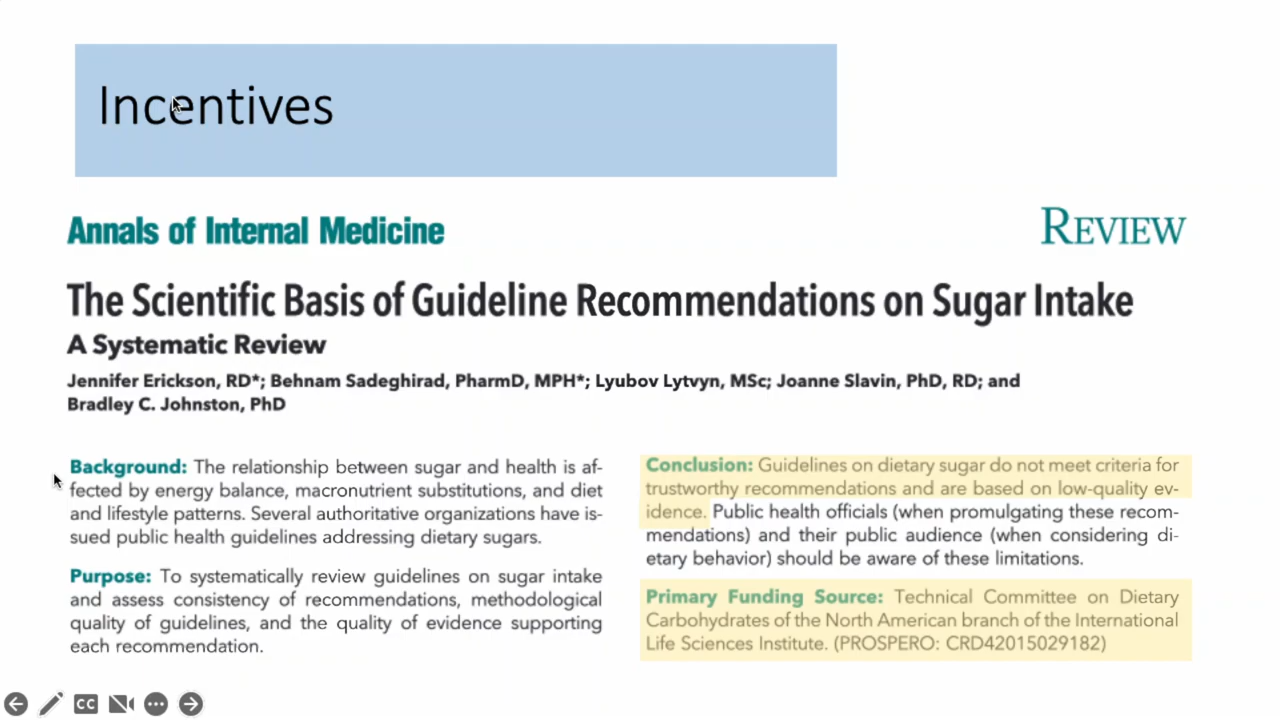 Incentives
Annals of Internal Medicine
REVIEW
The Scientific Basis of Guideline Recommendations on Sugar Intake
A Systematic Review
Jennifer Erickson, RD*; Behnam Sadeghirad, PharmD, MPH*; Lyubov Lytvyn, MSc; Joanne Slavin, PhD, RD; and
Bradley C. Johnston, PhD
Background: The relationship between sugar and health is af-
fected by energy balance, macronutrient substitutions, and diet
and lifestyle patterns. Several authoritative organizations have is-
sued public health guidelines addressing dietary sugars.
Purpose: To systematically review guidelines on sugar intake
and assess consistency of recommendations, methodological
quality of guidelines, and the quality of evidence supporting
each recommendation.
Conclusion: Guidelines on dietary sugar do not meet criteria for
trustworthy recommendations and are based on low-quality ev-
idence. Public health officials (when promulgating these recom-
mendations) and their public audience (when considering di-
etary behavior) should be aware of these limitations.
Primary Funding Source: Technical Committee on Dietary
Carbohydrates of the North American branch of the International
Life Sciences Institute. (PROSPERO: CRD42015029182)
CC